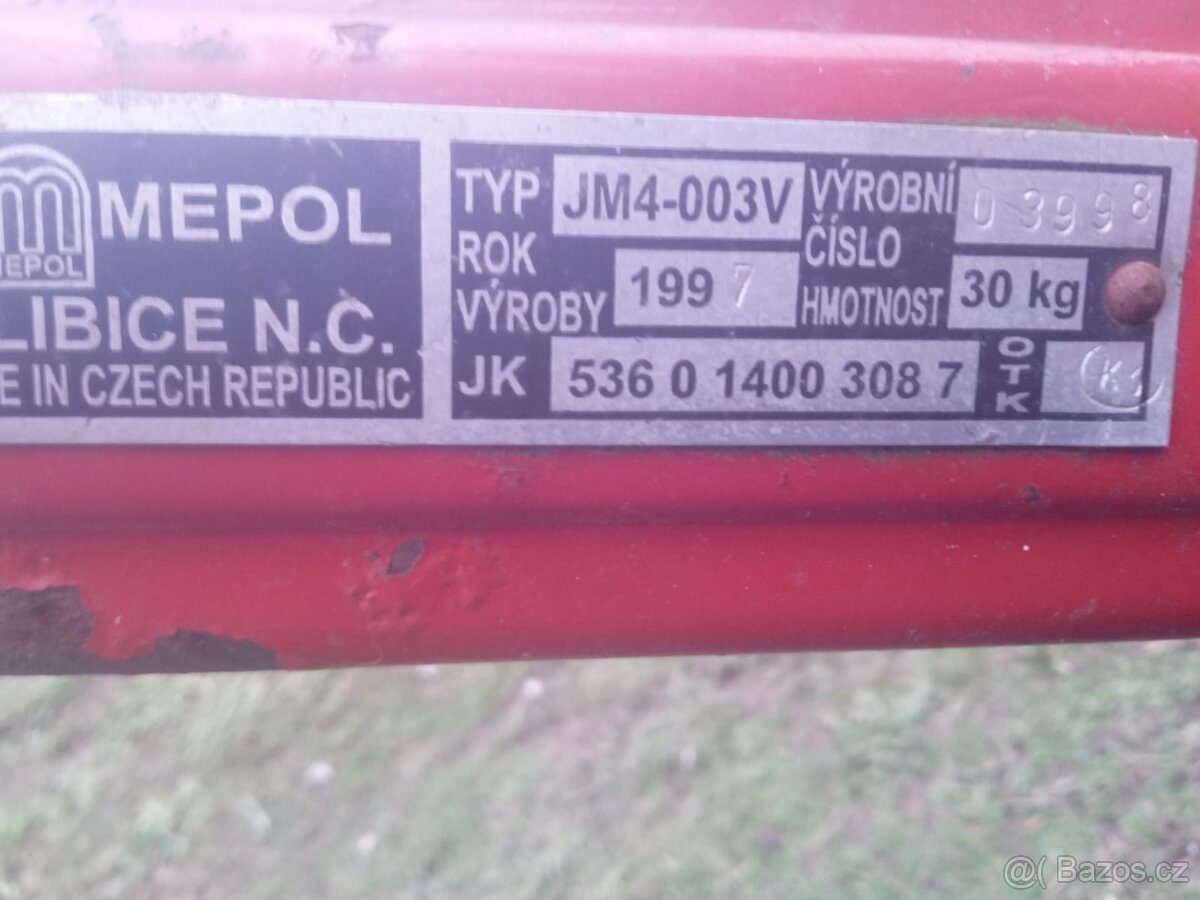 MEPOL
MEPOL
LIBICE N.C.
E IN CZECH REPUBLIC
TYP JM4-003V
ROK VÝROBY 1997
JK 536 0 1400 308 7
VÝROBNÍ ČÍSLO 03998
HMOTNOST 30 kg
OTK K1
@( Bazos.cz